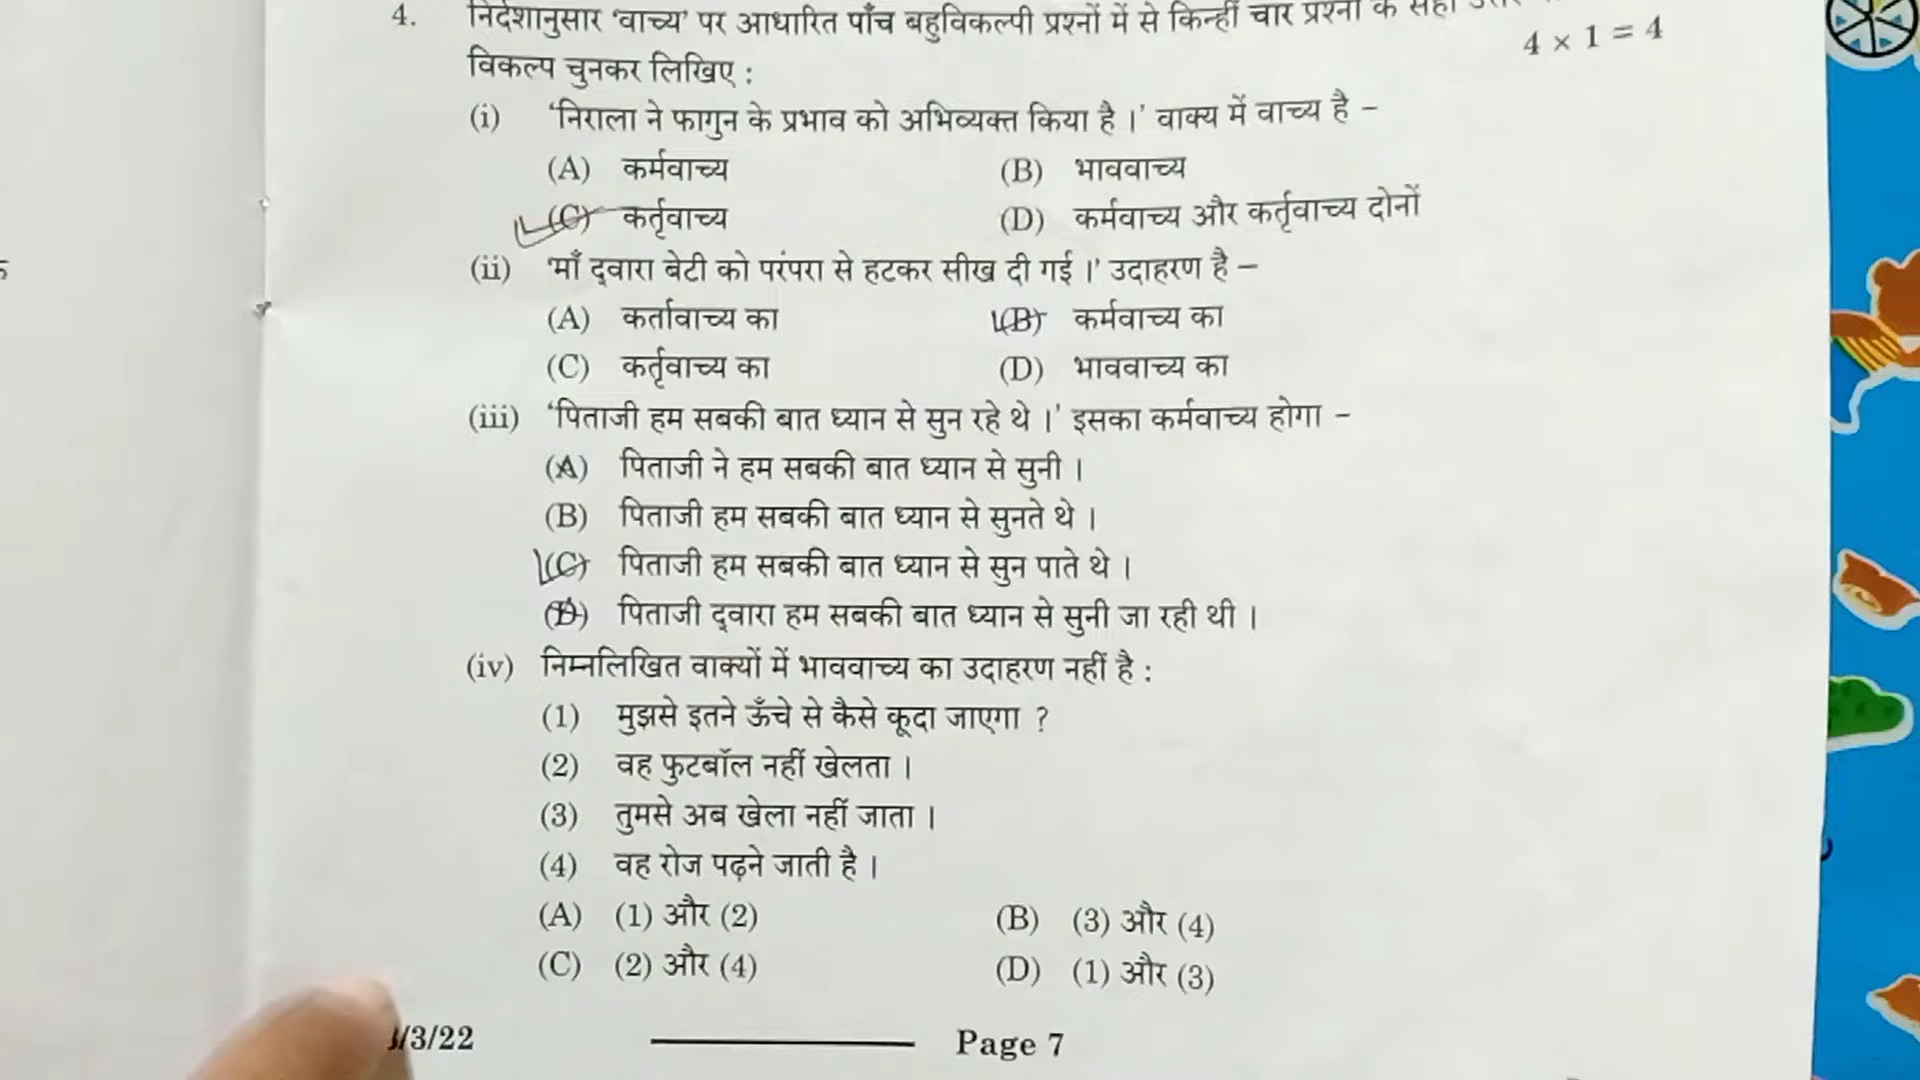 4. निर्देशानुसार 'वाच्य' पर आधारित पाँच बहुविकल्पी प्रश्नों में से किन्हीं चार प्रश्नों के सही
4 × 1 = 4
विकल्प चुनकर लिखिए :
(i) 'निराला ने फागुन के प्रभाव को अभिव्यक्त किया है ।' वाक्य में वाच्य है –
(A) कर्मवाच्य (B) भाववाच्य
(C) कर्तृवाच्य (D) कर्मवाच्य और कर्तृवाच्य दोनों
(ii) 'माँ द्वारा बेटी को परंपरा से हटकर सीख दी गई ।' उदाहरण है –
(A) कर्तावाच्य का (B) कर्मवाच्य का
(C) कर्तृवाच्य का (D) भाववाच्य का
(iii) 'पिताजी हम सबकी बात ध्यान से सुन रहे थे ।' इसका कर्मवाच्य होगा –
(A) पिताजी ने हम सबकी बात ध्यान से सुनी ।
(B) पिताजी हम सबकी बात ध्यान से सुनते थे ।
(C) पिताजी हम सबकी बात ध्यान से सुन पाते थे ।
(D) पिताजी द्वारा हम सबकी बात ध्यान से सुनी जा रही थी ।
(iv) निम्नलिखित वाक्यों में भाववाच्य का उदाहरण नहीं है :
(1) मुझसे इतने ऊँचे से कैसे कूदा जाएगा ?
(2) वह फुटबॉल नहीं खेलता ।
(3) तुमसे अब खेला नहीं जाता ।
(4) वह रोज पढ़ने जाती है ।
(A) (1) और (2) (B) (3) और (4)
(C) (2) और (4) (D) (1) और (3)
/3/22 Page 7